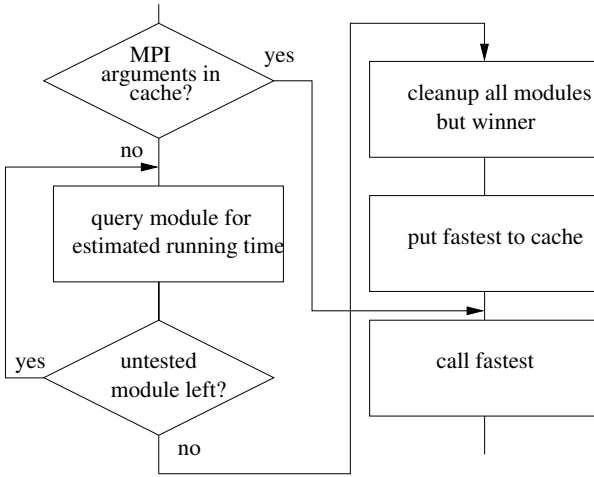 MPI
arguments in
cache?
yes
no
query module for
estimated running time
untested
module left?
yes
no
cleanup all modules
but winner
put fastest to cache
call fastest